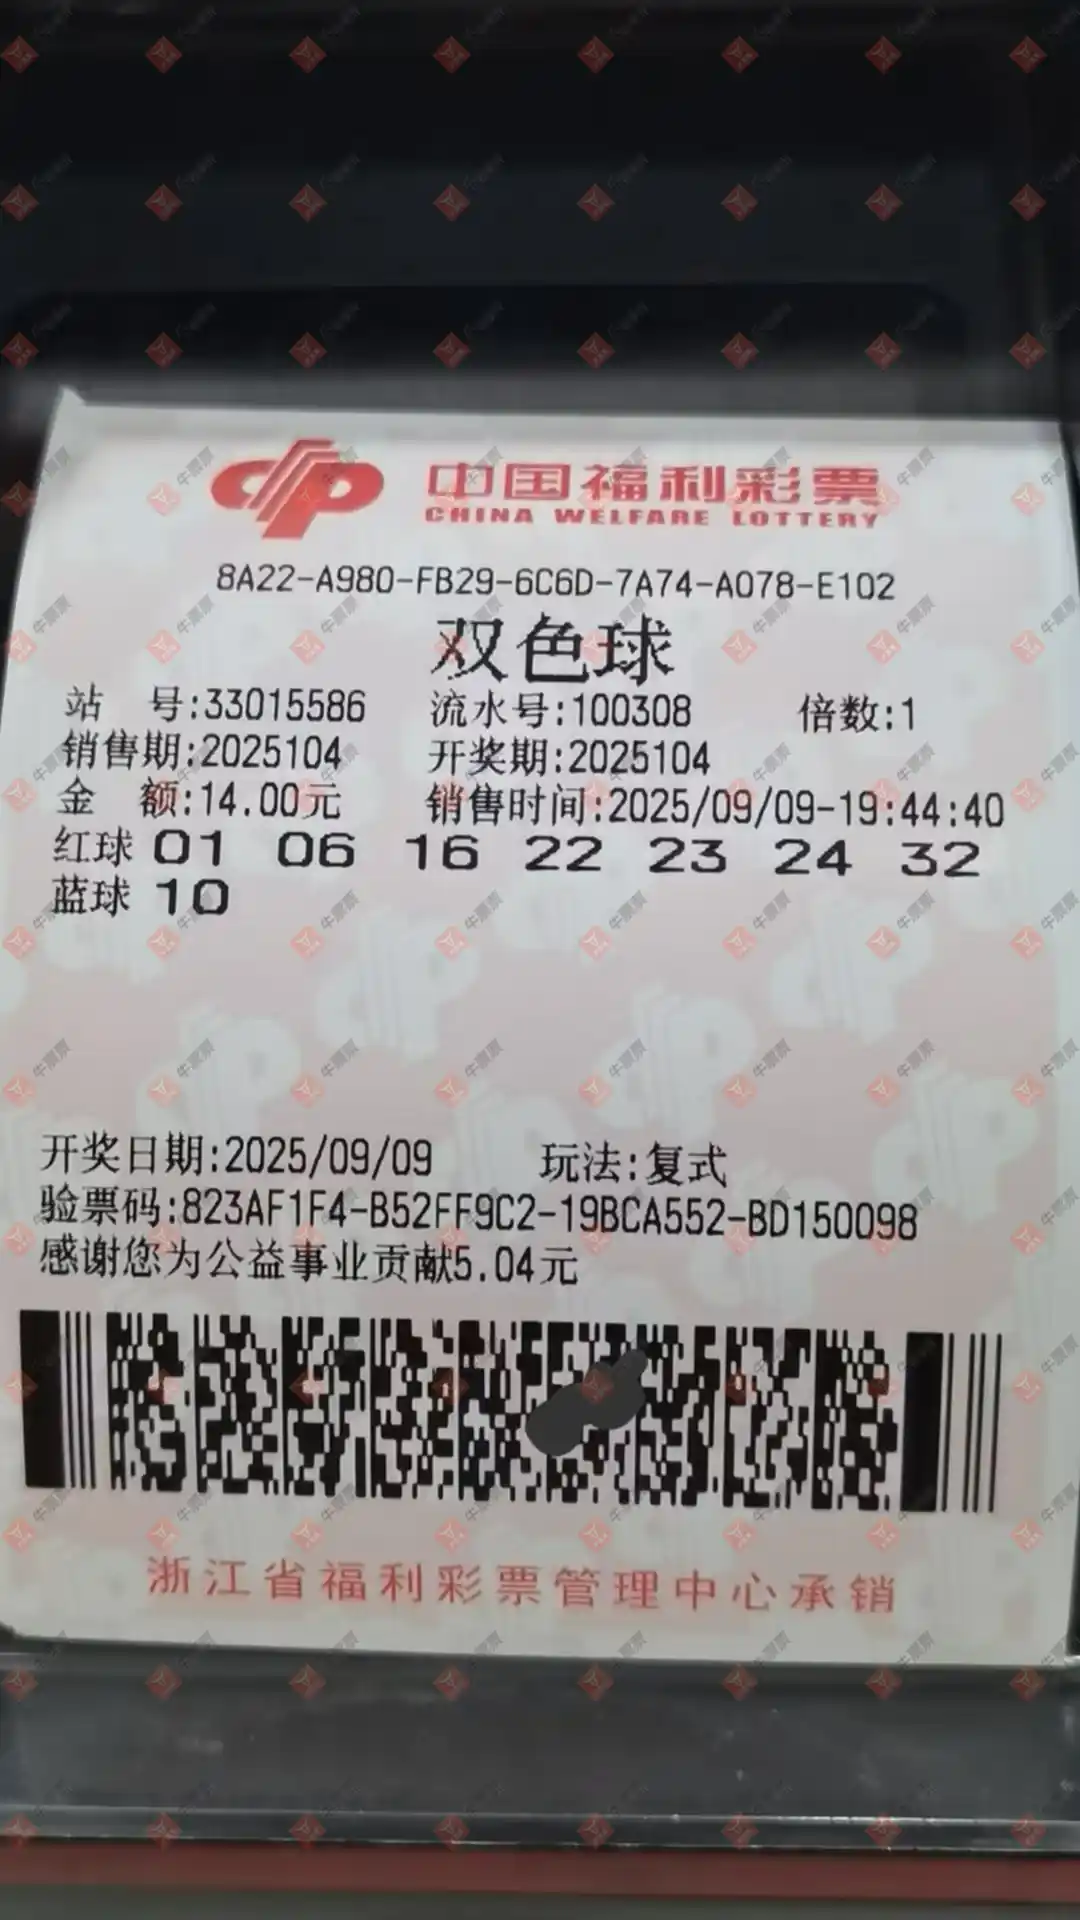 中国福利彩票
CHINA WELFARE LOTTERY
8A22-A980-FB29-6C6D-7A74-A078-E102
双色球
站 号:33015586 流水号:100308 倍数:1
销售期:2025104 开奖期:2025104
金 额:14.00元 销售时间:2025/09/09-19:44:40
红球 01 06 16 22 23 24 32
蓝球 10
开奖日期:2025/09/09 玩法:复式
验票码:823AF1F4-B52FF9C2-19BCA552-BD150098
感谢您为公益事业贡献5.04元
浙江省福利彩票管理中心承销
牛票票